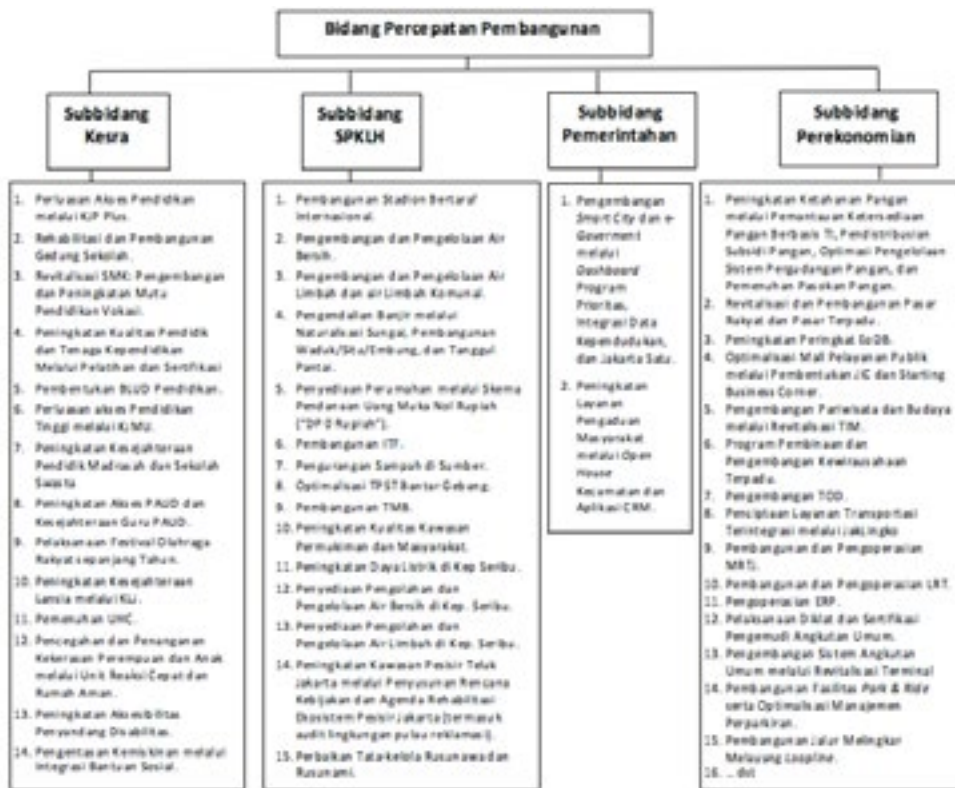 Bidang Percepatan Pembangunan
Subbidang
Kesra
1. Perluasan Akses Pendidikan
melalui KJP Plus.
2. Rehabilitasi dan Pembangunan
Gedung Sekolah.
3. Revitalisasi SMK: Pengembangan
dan Peningkatan Mutu
Pendidikan Vokasi.
4. Peningkatan Kualitas Pendidik
dan Tenaga Kependidikan
Melalui Pelatihan dan Sertifikasi
5. Pembentukan BLUD Pendidikan.
6. Perluasan akses Pendidikan
Tinggi melalui KJMU.
7. Peningkatan Kesejahteraan
Pendidik Madrasah dan Sekolah
Swasta
8. Peningkatan Akses PAUD dan
Kesejahteraan Guru PAUD.
9. Pelaksanaan Festival Olahraga
Rakyat sepanjang Tahun.
10. Peningkatan Kesejahteraan
Lansia melalui KLJ.
11. Pemenuhan UHC.
12. Pencegahan dan Penanganan
Kekerasan Perempuan dan Anak
melalui Unit Reaksi Cepat dan
Rumah Aman.
13. Peningkatan Aksesibilitas
Penyandang Disabilitas.
14. Pengentasan Kemiskinan melalui
Integrasi Bantuan Sosial.
Subbidang
SPKLH
1. Pembangunan Stadion Bertaraf
Internasional.
2. Pengembangan dan Pengelolaan Air
Bersih.
3. Pengembangan dan Pengelolaan Air
Limbah dan air Limbah Komunal.
4. Pengendalian Banjir melalui
Naturalisasi Sungai, Pembangunan
Waduk/Situ/Embung, dan Tanggul
Pantai.
5. Penyediaan Perumahan melalui Skema
Pendanaan Uang Muka Nol Rupiah
("DP 0 Rupiah").
6. Pembangunan ITF.
7. Pengurangan Sampah di Sumber.
8. Optimalisasi TPST Bantar Gebang.
9. Pembangunan TMB.
10. Peningkatan Kualitas Kawasan
Permukiman dan Masyarakat.
11. Peningkatan Daya Listrik di Kep Seribu.
12. Penyediaan Pengolahan dan
Pengelolaan Air Bersih di Kep. Seribu.
13. Penyediaan Pengolahan dan
Pengelolaan Air Limbah di Kep. Seribu.
14. Peningkatan Kawasan Pesisir Teluk
Jakarta melalui Penyusunan Rencana
Kebijakan dan Agenda Rehabilitasi
Ekosistem Pesisir Jakarta (termasuk
audit lingkungan pulau reklamasi).
15. Perbaikan Tata-kelola Rusunawa dan
Rusunami.
Subbidang
Pemerintahan
1. Pengembangan
Smart City dan e-
Goverment
melalui
Dashboard
Program
Prioritas,
Integrasi Data
Kependudukan,
dan Jakarta Satu.
2. Peningkatan
Layanan
Pengaduan
Masyarakat
melalui Open
House
Kecamatan dan
Aplikasi CRM.
Subbidang
Perekonomian
1. Peningkatan Ketahanan Pangan
melalui Pemantauan Ketersediaan
Pangan Berbasis TI, Pendistribusian
Subsidi Pangan, Optimasi Pengelolaan
Sistem Pergudangan Pangan, dan
Pemenuhan Pasokan Pangan.
2. Revitalisasi dan Pembangunan Pasar
Rakyat dan Pasar Terpadu.
3. Peningkatan Peringkat EoDB.
4. Optimalisasi Mall Pelayanan Publik
melalui Pembentukan JIC dan Starting
Business Corner.
5. Pengembangan Pariwisata dan Budaya
melalui Revitalisasi TIM.
6. Program Pembinaan dan
Pengembangan Kewirausahaan
Terpadu.
7. Pengembangan TOD.
8. Penciptaan Layanan Transportasi
Terintegrasi melalui JakLingko
9. Pembangunan dan Pengoperasian
MRT.
10. Pembangunan dan Pengoperasian LRT.
11. Pengoperasian ERP.
12. Pelaksanaan Diklat dan Sertifikasi
Pengemudi Angkutan Umum.
13. Pengembangan Sistem Angkutan
Umum melalui Revitalisasi Terminal
14. Pembangunan Fasilitas Park & Ride
serta Optimalisasi Manajemen
Perparkiran.
15. Pembangunan Jalur Melingkar
Melayang Loopline.
16. ... dst